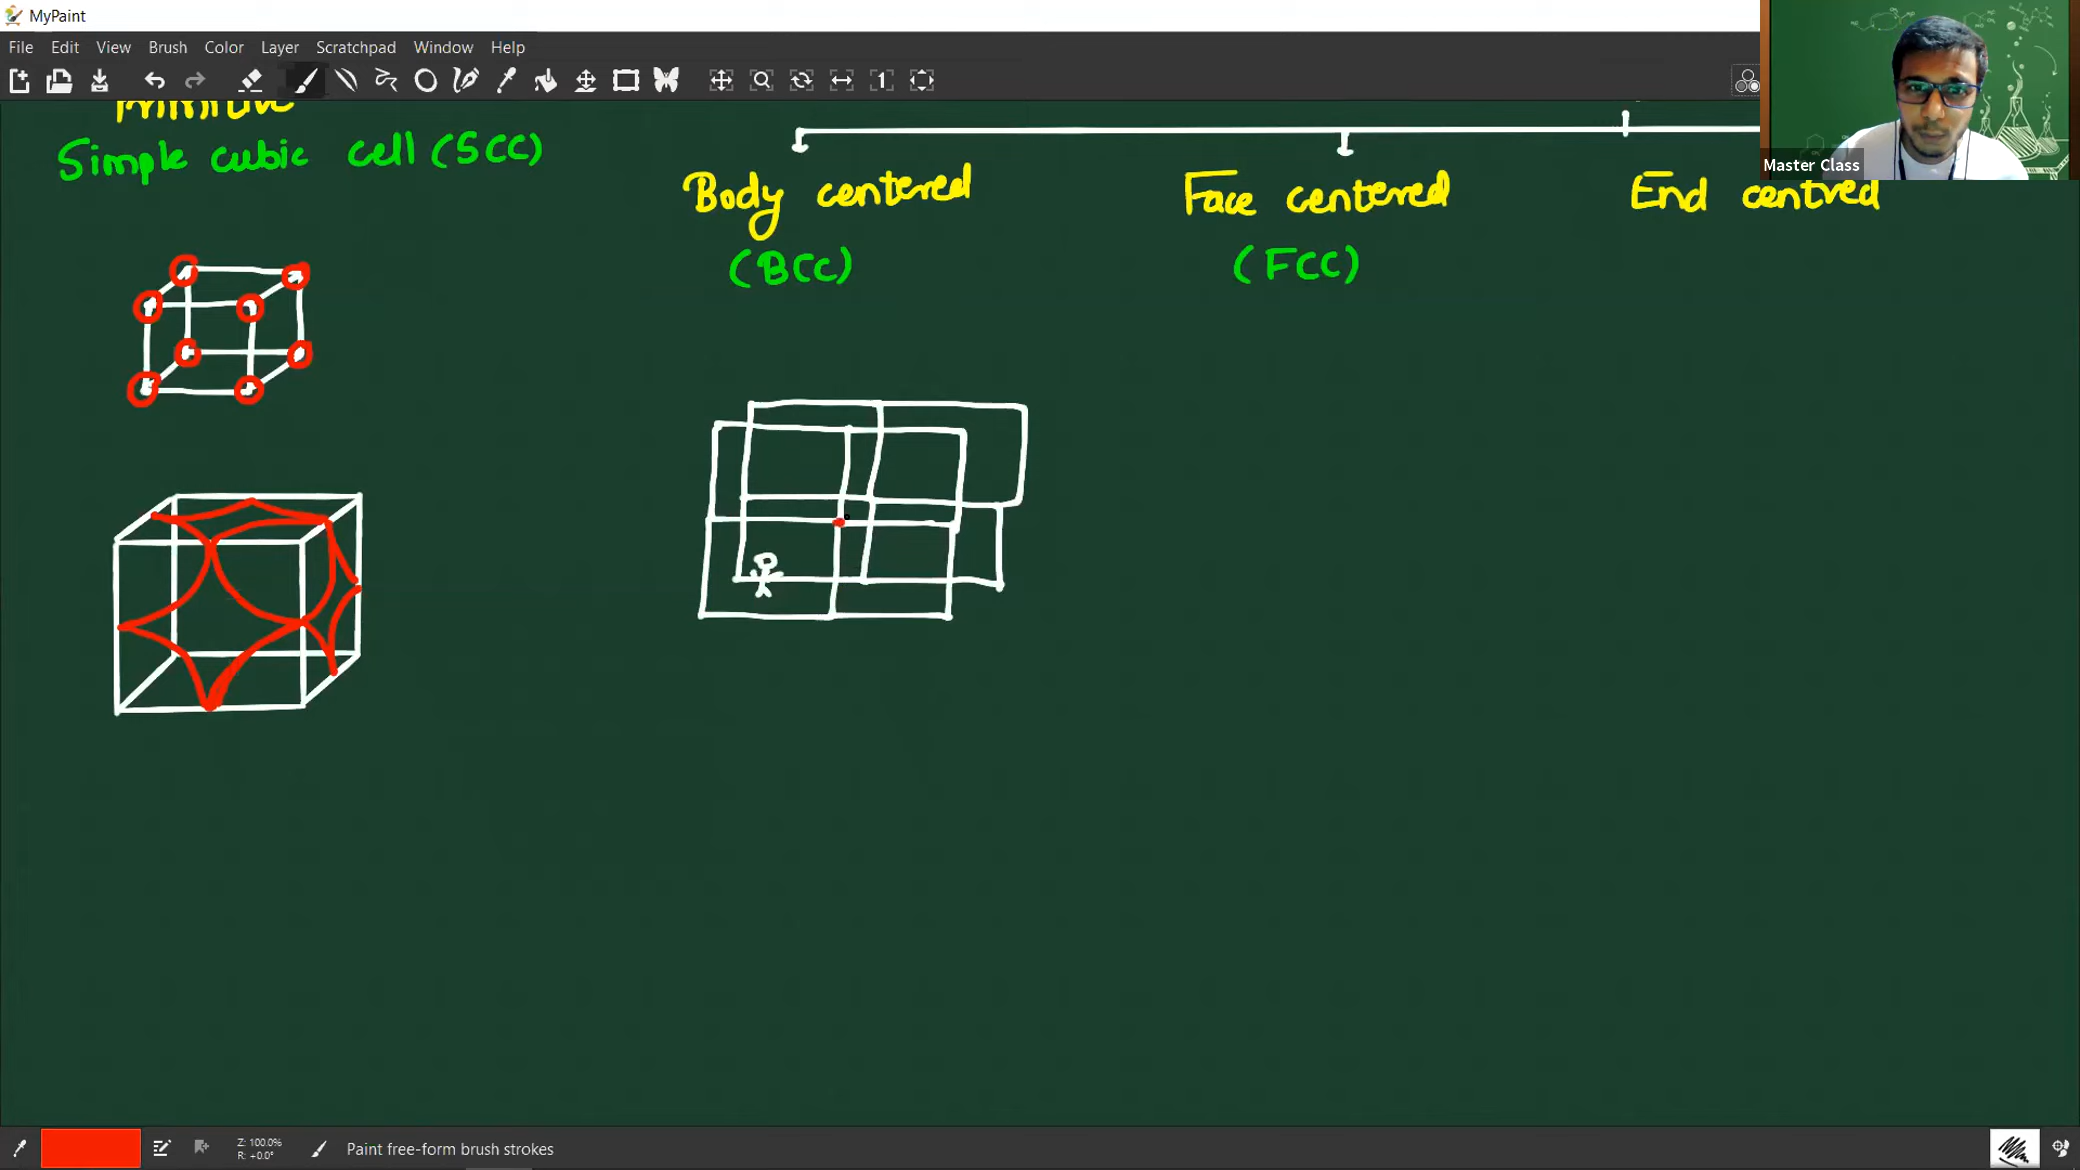 MyPaint
File Edit View Brush Color Layer Scratchpad Window Help
Primitive
Simple cubic cell (SCC)
Body centered
(BCC)
Face centered
(FCC)
End centred
Master Class
Z: 100.0%
R: +0.0°
Paint free-form brush strokes